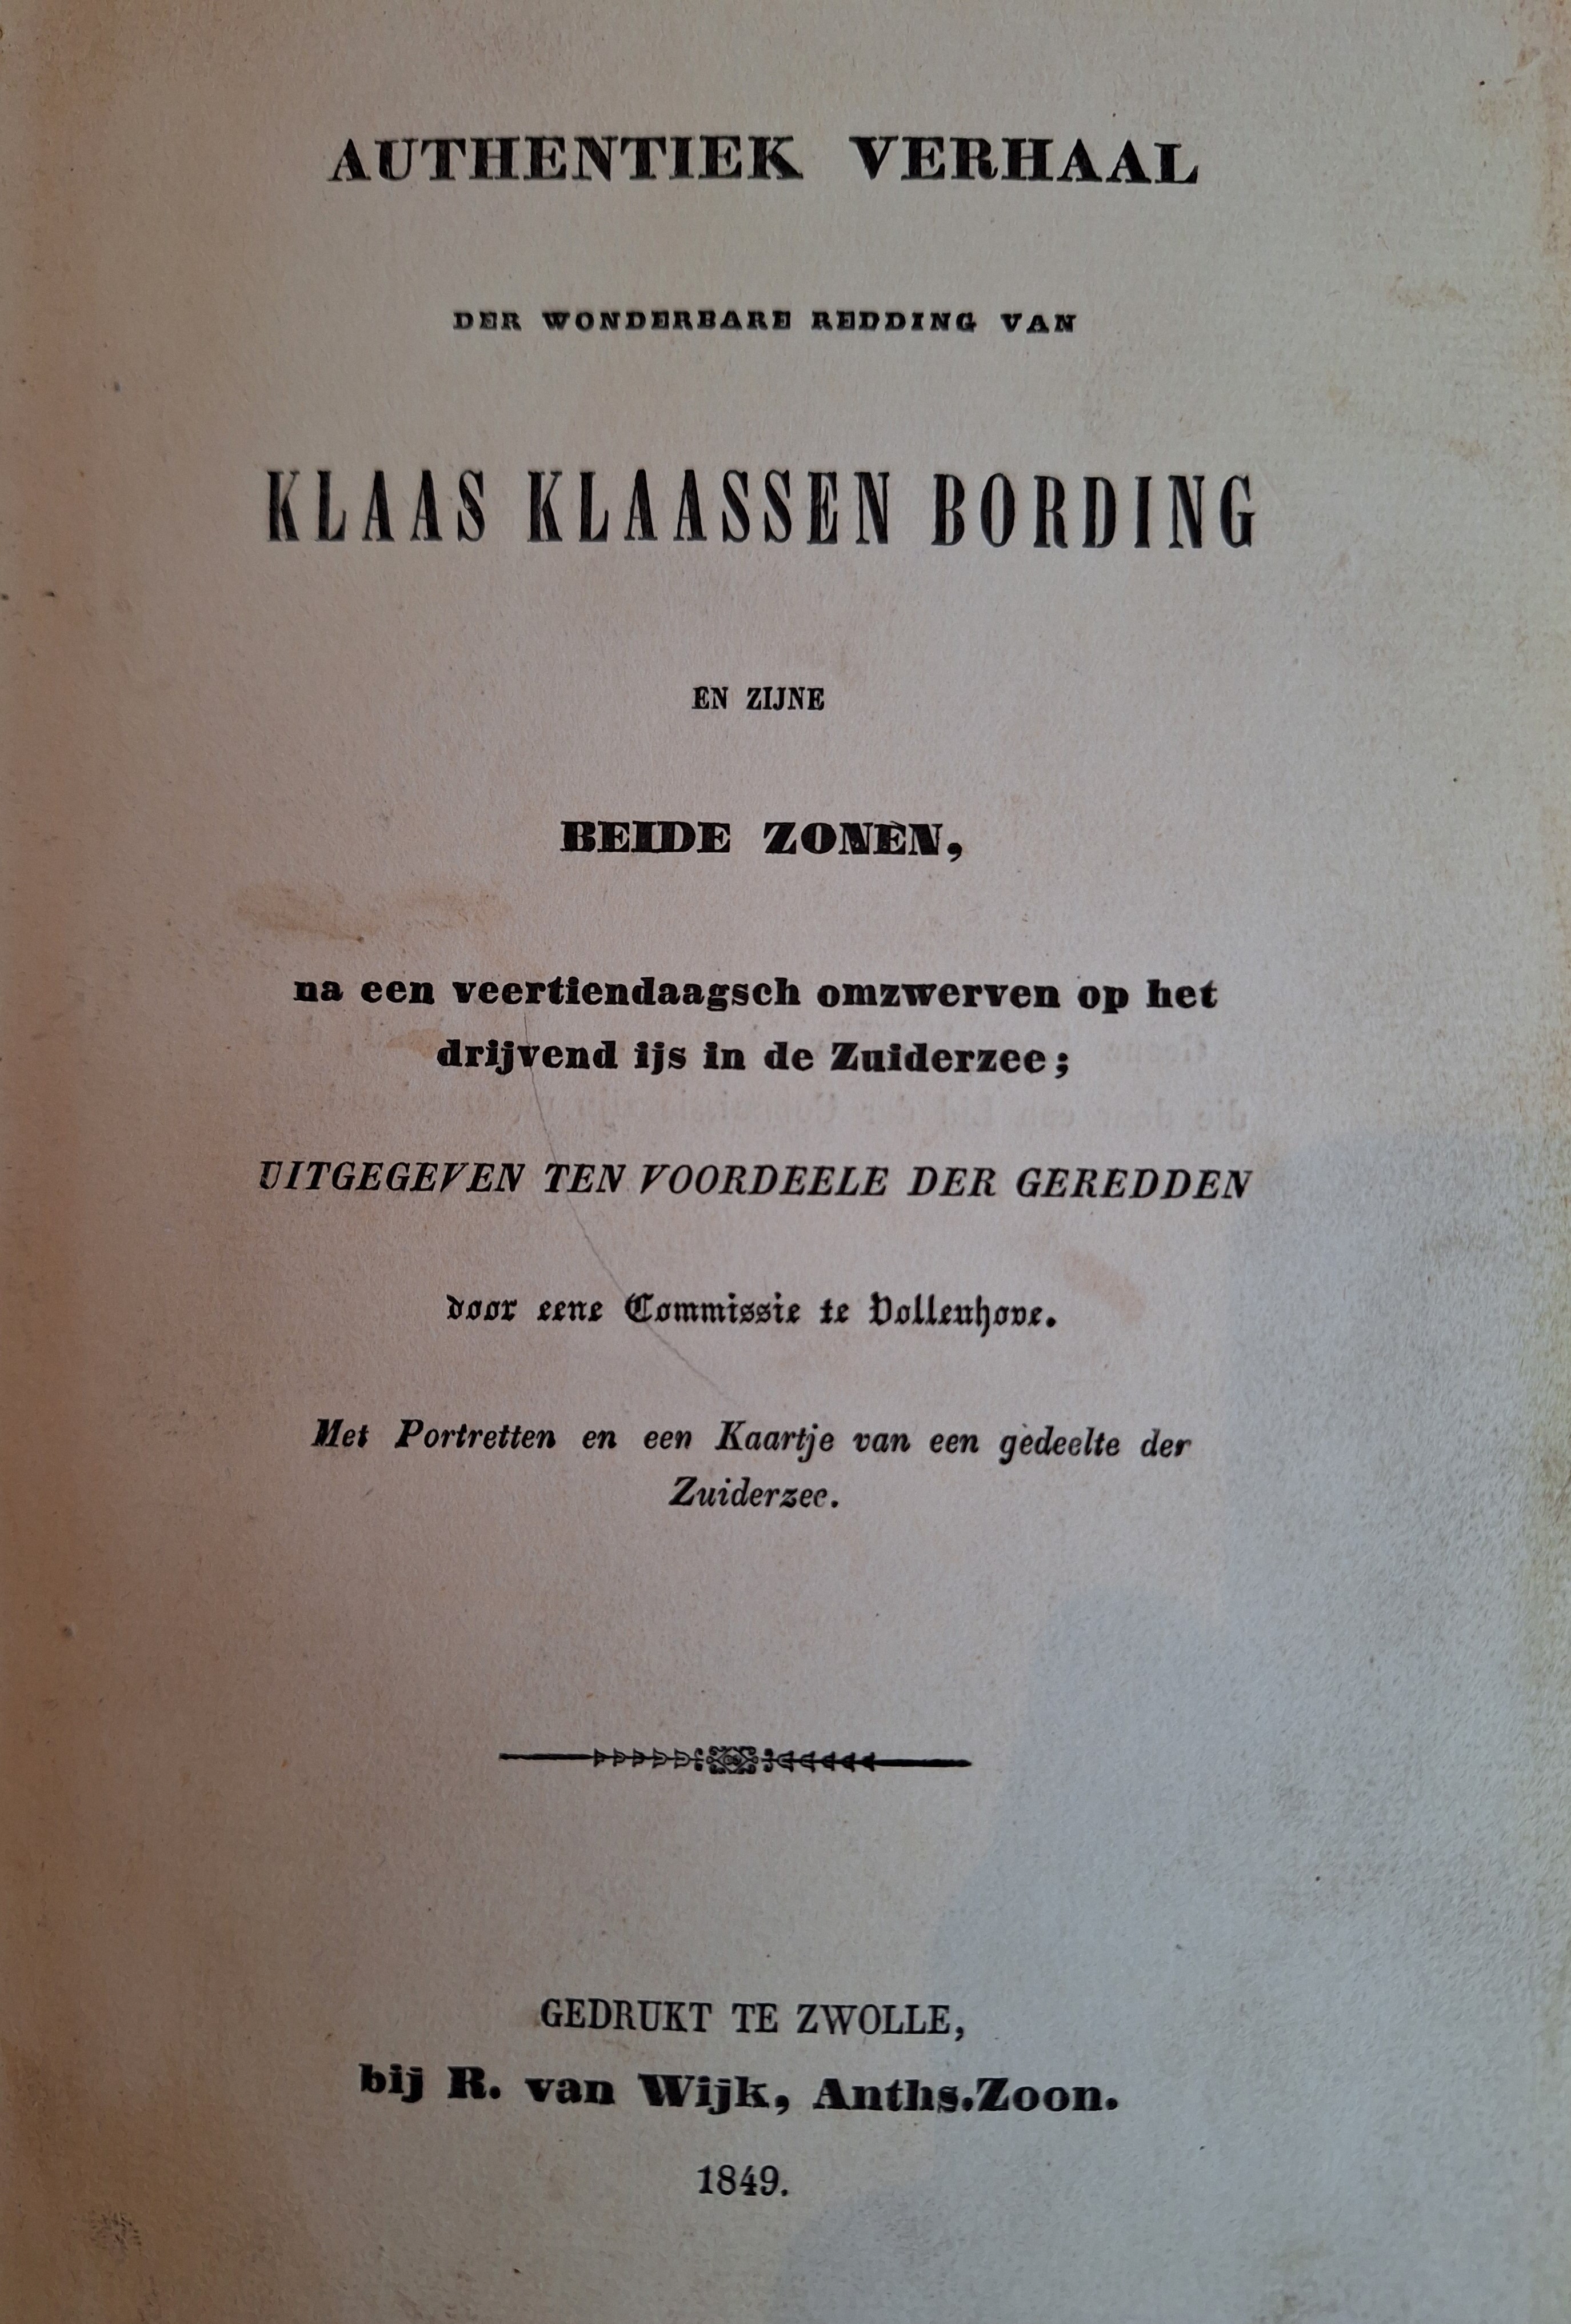 AUTHENTIEK VERHAAL
DER WONDERBARE REDDING VAN
KLAAS KLAASSEN BORDING
EN ZIJNE
BEIDE ZONEN,
na een veertiendaagsch omzwerven op het
drijvend ijs in de Zuiderzee;
UITGEGEVEN TEN VOORDEELE DER GEREDDEN
door eene Commissie te Vollenhove.
Met Portretten en een Kaartje van een gedeelte der
Zuiderzee.
GEDRUKT TE ZWOLLE,
bij R. van Wijk, Anths.Zoon.
1849.